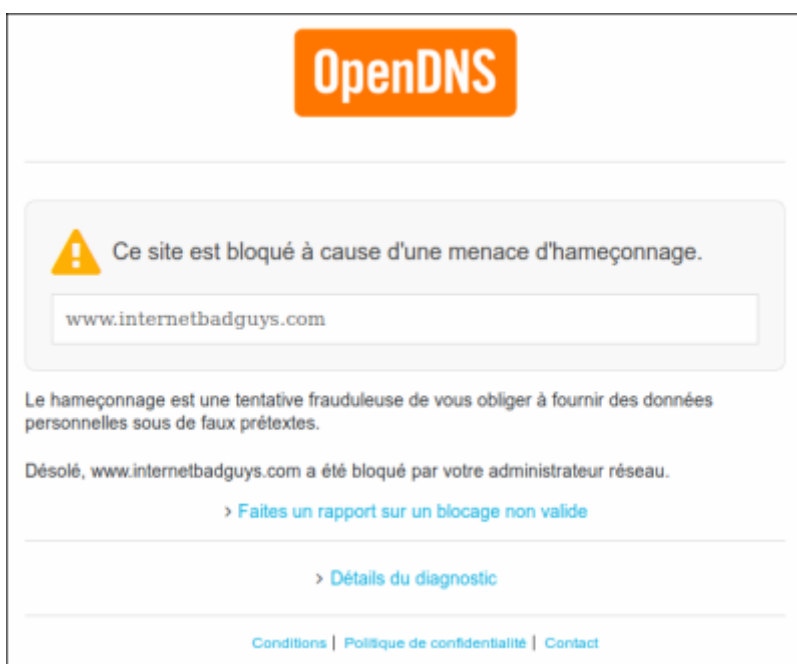 OpenDNS
Ce site est bloqué à cause d'une menace d'hameçonnage.
www.internetbadguys.com
Le hameçonnage est une tentative frauduleuse de vous obliger à fournir des données
personnelles sous de faux prétextes.
Désolé, www.internetbadguys.com a été bloqué par votre administrateur réseau.
> Faites un rapport sur un blocage non valide
> Détails du diagnostic
Conditions | Politique de confidentialité | Contact